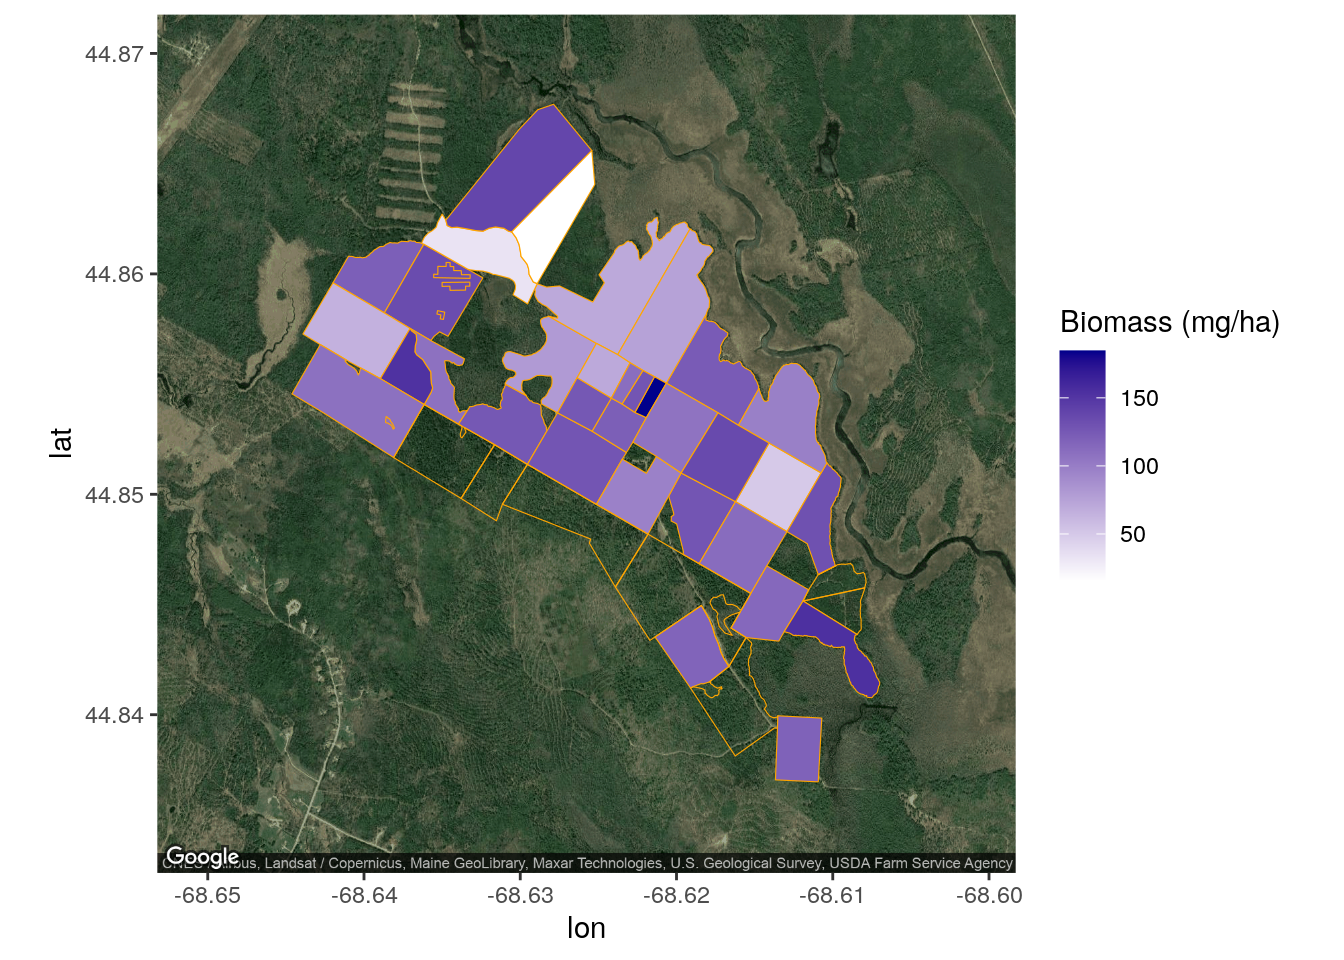 44.87
44.86
44.85
44.84
lat
-68.65
-68.64
-68.63
-68.62
-68.61
-68.60
lon
Biomass (mg/ha)
150
100
50
Google
Landsat / Copernicus, Maine GeoLibrary, Maxar Technologies, U.S. Geological Survey, USDA Farm Service Agency